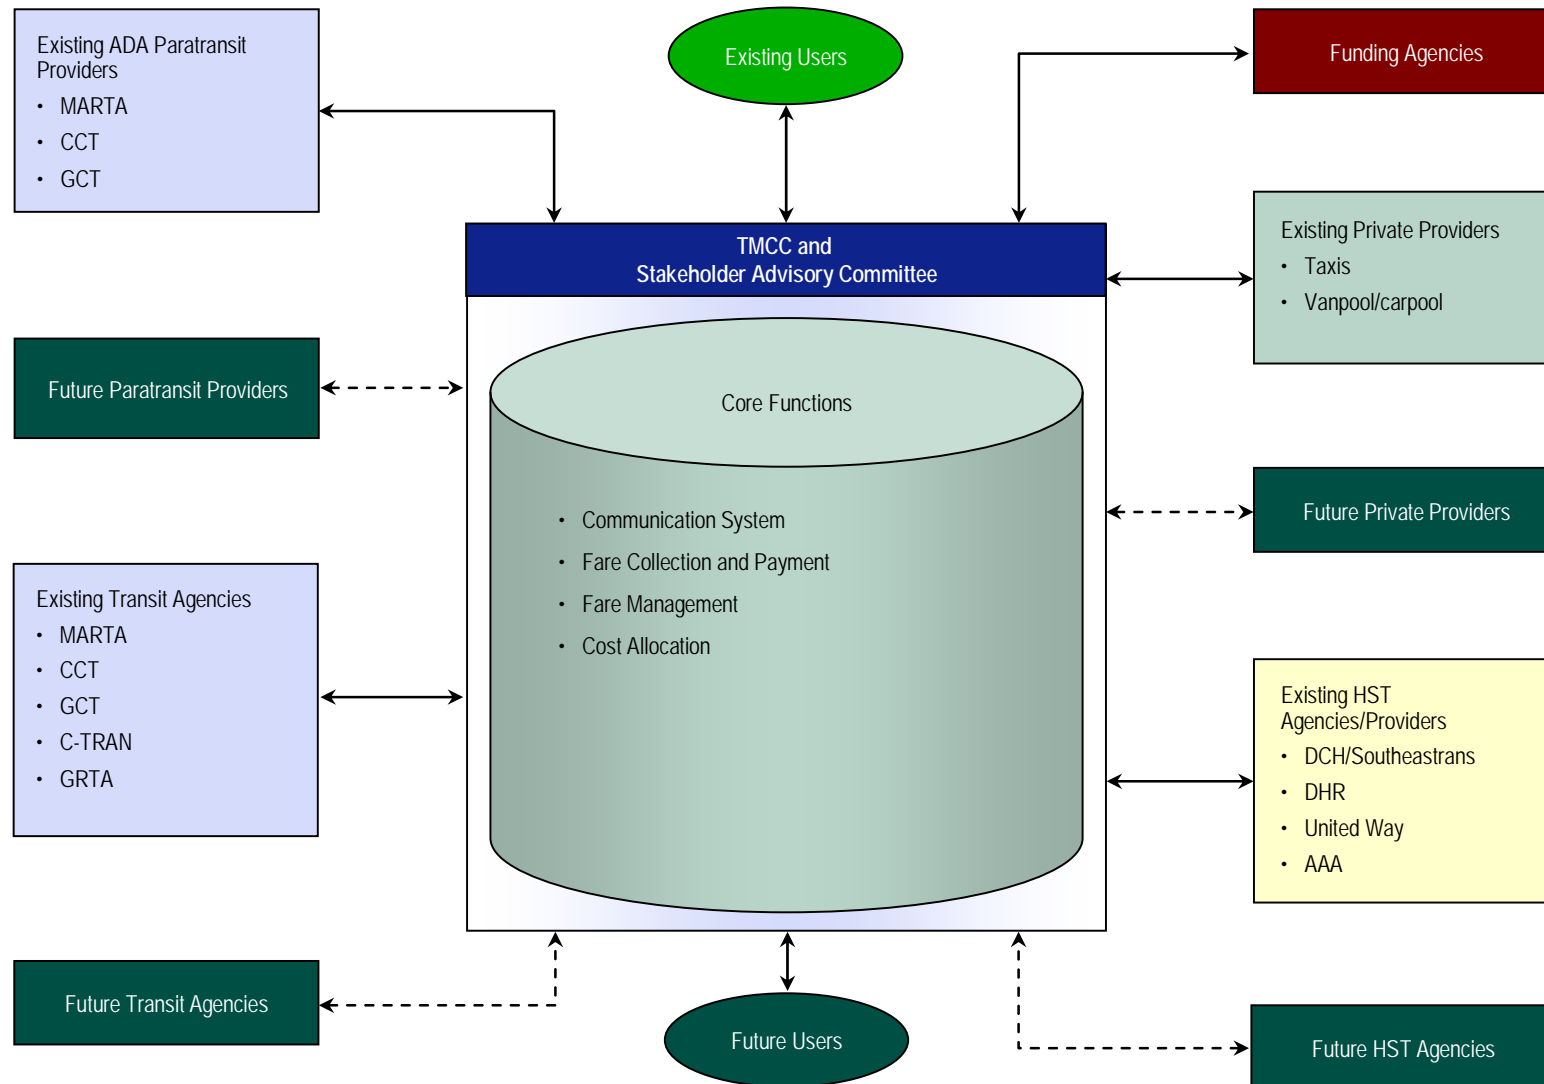 Existing ADA Paratransit
Providers
• MARTA
• CCT
• GCT
Existing Users
Funding Agencies
TMCC and
Stakeholder Advisory Committee
Existing Private Providers
• Taxis
• Vanpool/carpool
Future Paratransit Providers
Core Functions
• Communication System
• Fare Collection and Payment
• Fare Management
• Cost Allocation
Future Private Providers
Existing Transit Agencies
• MARTA
• CCT
• GCT
• C-TRAN
• GRTA
Existing HST
Agencies/Providers
• DCH/Southeastrans
• DHR
• United Way
• AAA
Future Transit Agencies
Future Users
Future HST Agencies